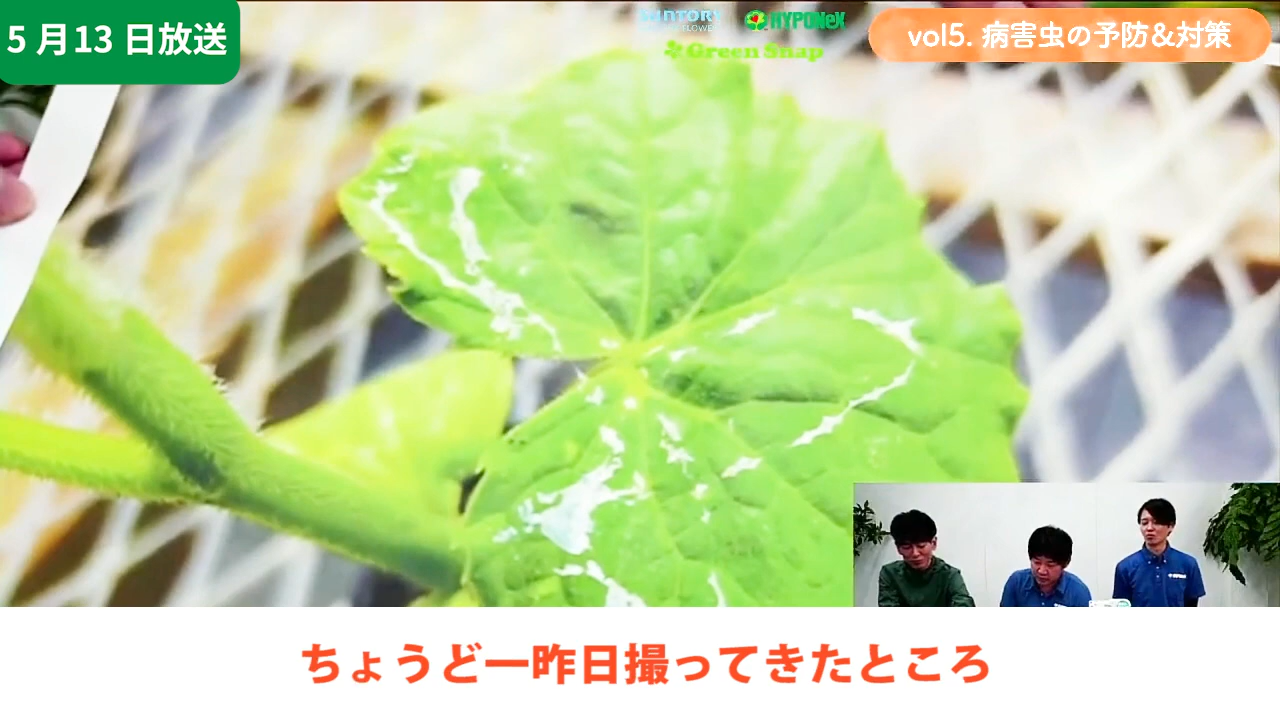 5月13日放送
SUNTORY
FLOWERS
HYPONeX
Green Snap
vol5. 病害虫の予防&対策
ちょうど一昨日撮ってきたところ